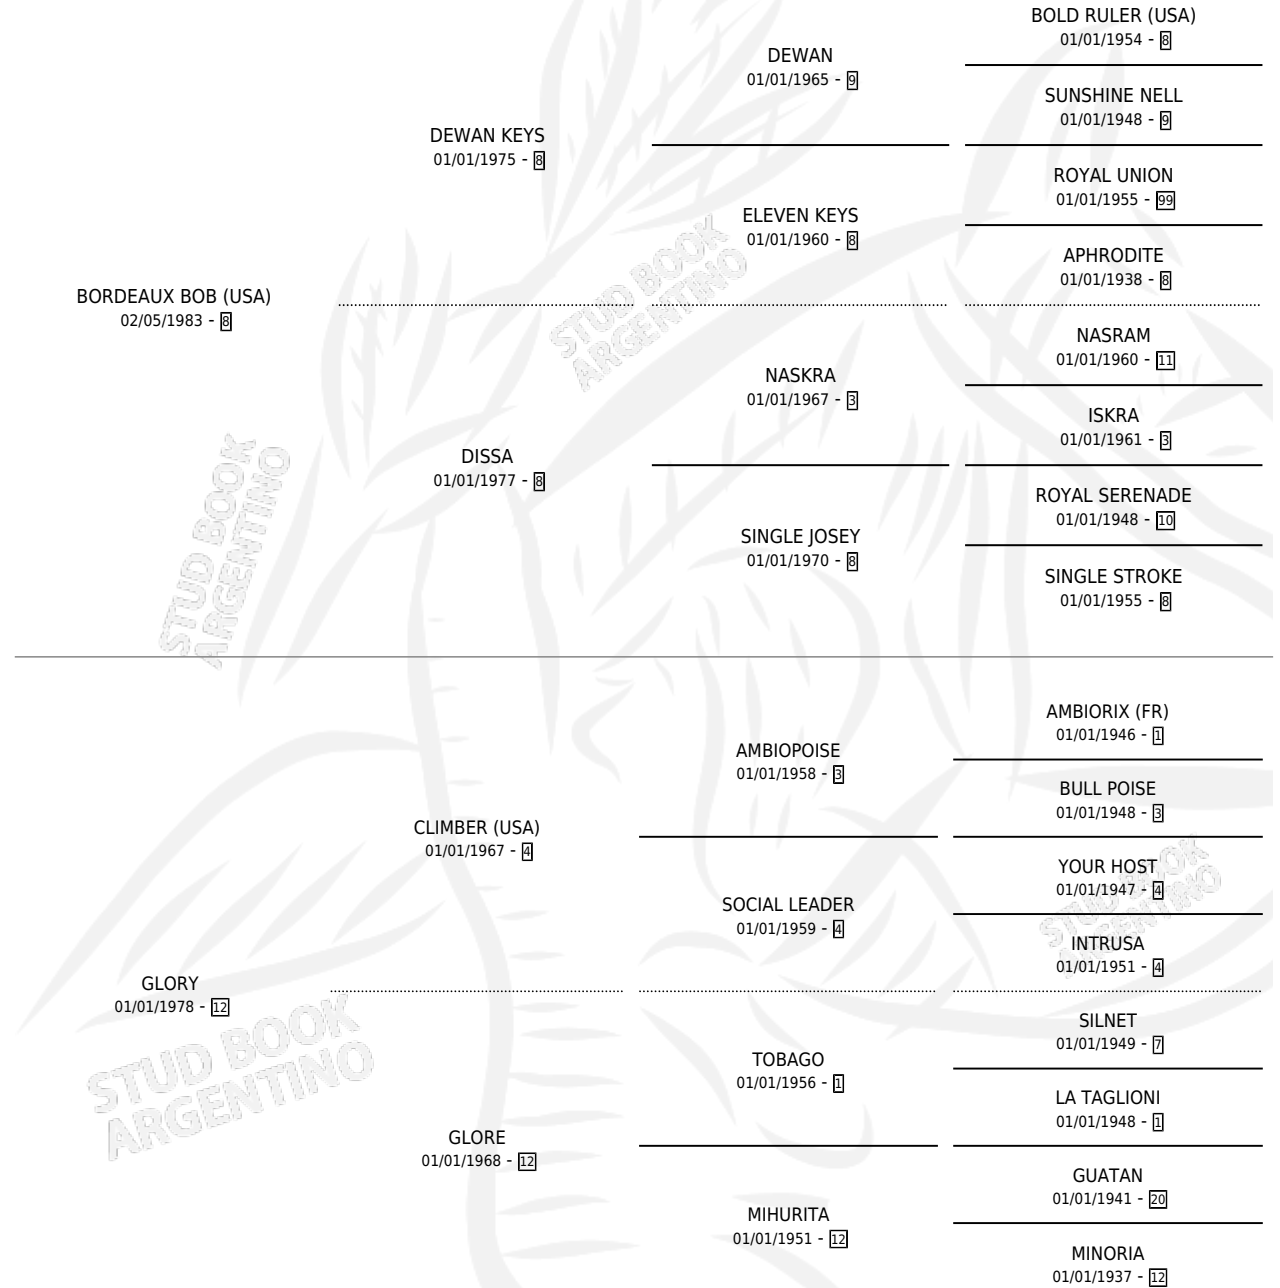 BOLD RULER (USA)
01/01/1954 - 8
DEWAN
01/01/1965 - 9
SUNSHINE NELL
01/01/1948 - 9
DEWAN KEYS
01/01/1975 - 8
ROYAL UNION
01/01/1955 - 99
ELEVEN KEYS
01/01/1960 - 8
APHRODITE
01/01/1938 - 8
BORDEAUX BOB (USA)
02/05/1983 - 8
STUD BOOK
ARGENTINO
NASRAM
01/01/1960 - 11
NASKRA
01/01/1967 - 3
ISKRA
01/01/1961 - 3
DISSA
01/01/1977 - 8
ROYAL SERENADE
01/01/1948 - 10
SINGLE JOSEY
01/01/1970 - 8
SINGLE STROKE
01/01/1955 - 8
STUD BOOK
ARGENTINO
AMBIORIX (FR)
01/01/1946 - 1
AMBIOPOISE
01/01/1958 - 3
BULL POISE
01/01/1948 - 3
CLIMBER (USA)
01/01/1967 - 4
YOUR HOST
01/01/1947 - 4
SOCIAL LEADER
01/01/1959 - 4
INTRUSA
01/01/1951 - 4
STUD BOOK
ARGENTINO
GLORY
01/01/1978 - 12
SILNET
01/01/1949 - 7
TOBAGO
01/01/1956 - 1
LA TAGLIONI
01/01/1948 - 1
STUD BOOK
ARGENTINO
GLORE
01/01/1968 - 12
GUATAN
01/01/1941 - 20
MIHURITA
01/01/1951 - 12
MINORIA
01/01/1937 - 12